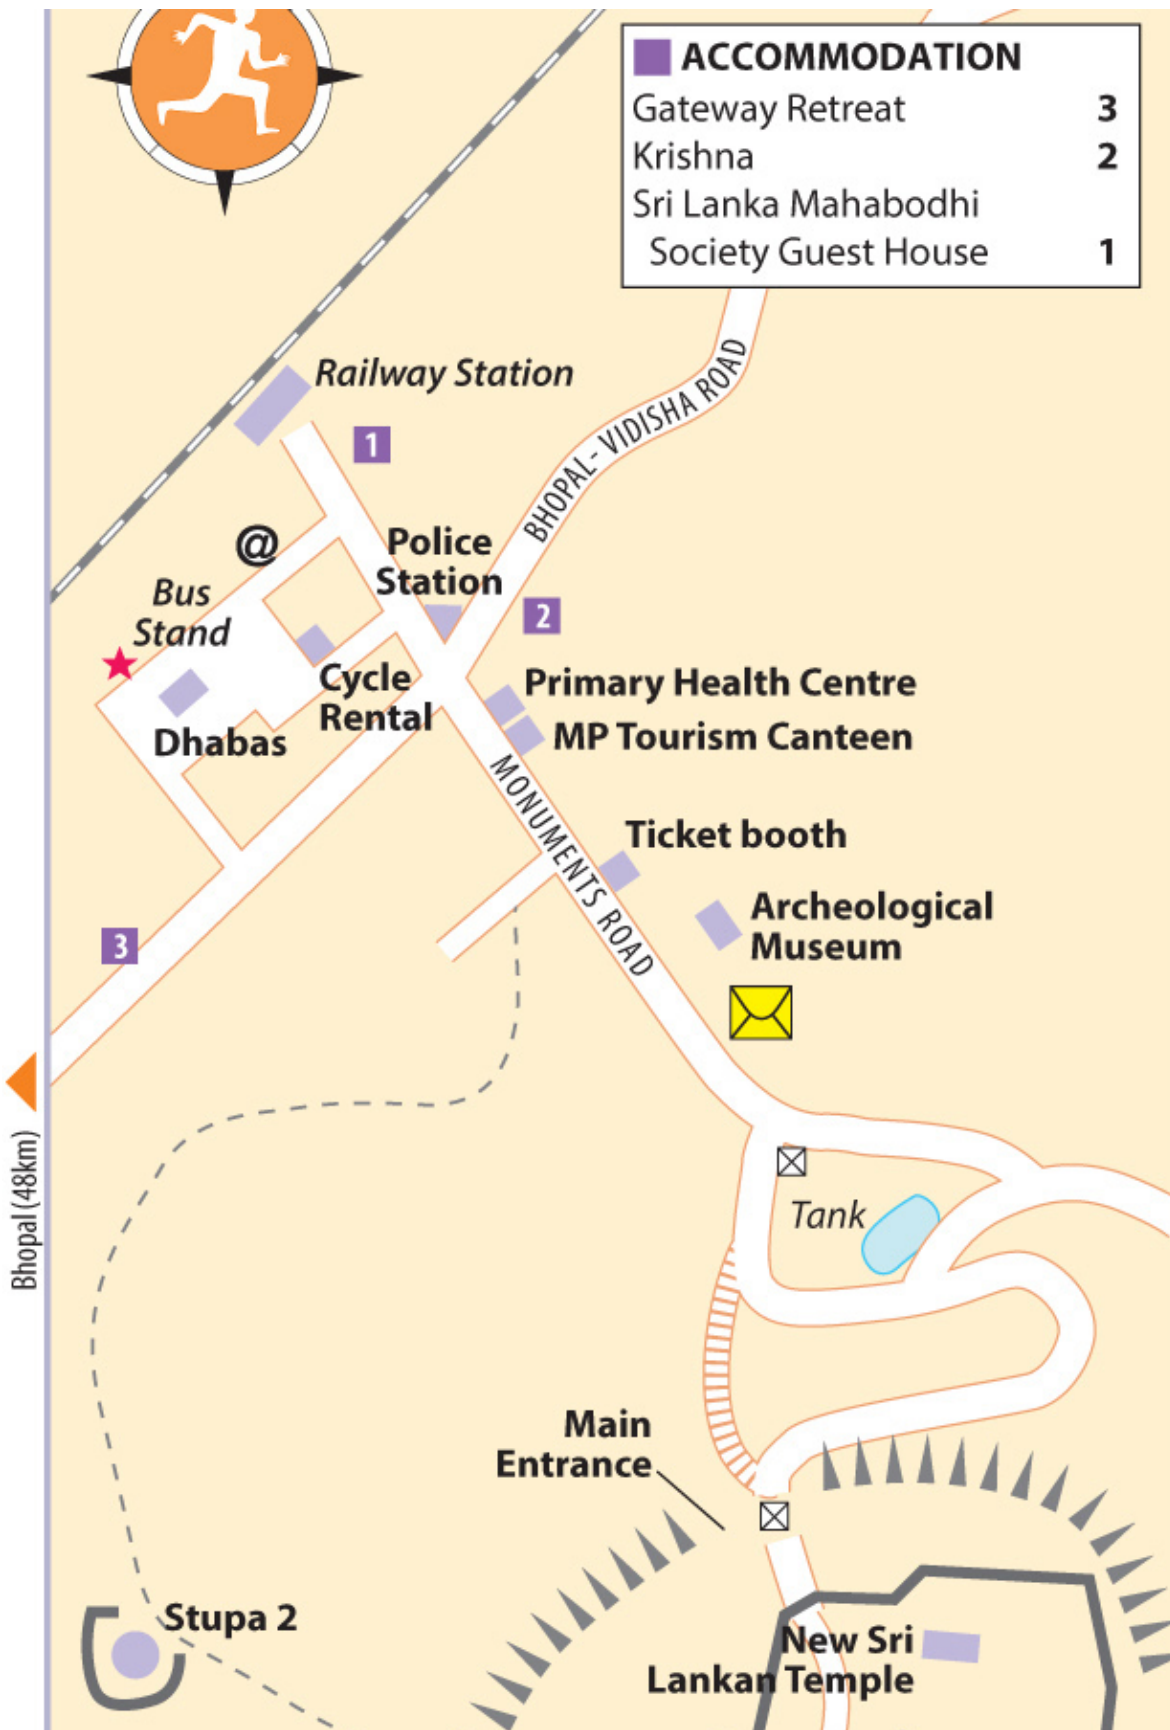 ACCOMMODATION
Gateway Retreat 3
Krishna 2
Sri Lanka Mahabodhi
Society Guest House 1
Railway Station
1
BHOPAL- VIDISHA ROAD
@
Police
Station
Bus
Stand
2
Cycle
Rental
Primary Health Centre
Dhabas
MP Tourism Canteen
MONUMENTS ROAD
Ticket booth
Archeological
Museum
3
Bhopal (48km)
Tank
Main
Entrance
Stupa 2
New Sri
Lankan Temple